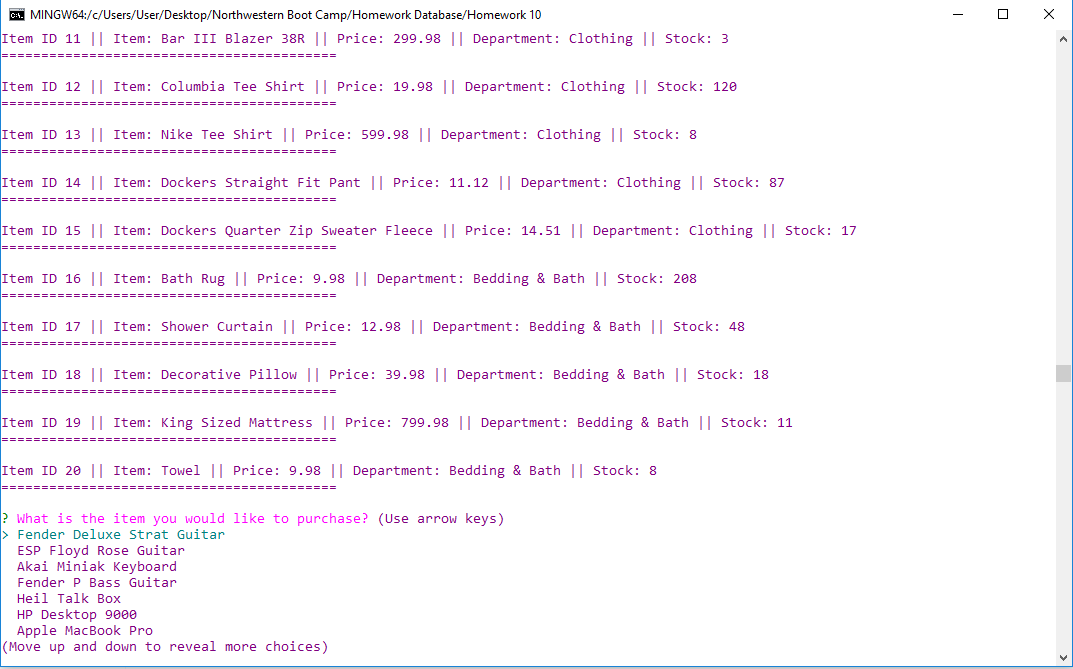 MINGW64:/c/Users/User/Desktop/Northwestern Boot Camp/Homework Database/Homework 10
Item ID 11 || Item: Bar III Blazer 38R || Price: 299.98 || Department: Clothing || Stock: 3
==========================================
Item ID 12 || Item: Columbia Tee Shirt || Price: 19.98 || Department: Clothing || Stock: 120
==========================================
Item ID 13 || Item: Nike Tee Shirt || Price: 599.98 || Department: Clothing || Stock: 8
==========================================
Item ID 14 || Item: Dockers Straight Fit Pant || Price: 11.12 || Department: Clothing || Stock: 87
==========================================
Item ID 15 || Item: Dockers Quarter Zip Sweater Fleece || Price: 14.51 || Department: Clothing || Stock: 17
==========================================
Item ID 16 || Item: Bath Rug || Price: 9.98 || Department: Bedding & Bath || Stock: 208
==========================================
Item ID 17 || Item: Shower Curtain || Price: 12.98 || Department: Bedding & Bath || Stock: 48
==========================================
Item ID 18 || Item: Decorative Pillow || Price: 39.98 || Department: Bedding & Bath || Stock: 18
==========================================
Item ID 19 || Item: King Sized Mattress || Price: 799.98 || Department: Bedding & Bath || Stock: 11
==========================================
Item ID 20 || Item: Towel || Price: 9.98 || Department: Bedding & Bath || Stock: 8
==========================================
? What is the item you would like to purchase? (Use arrow keys)
> Fender Deluxe Strat Guitar
ESP Floyd Rose Guitar
Akai Miniak Keyboard
Fender P Bass Guitar
Heil Talk Box
HP Desktop 9000
Apple MacBook Pro
(Move up and down to reveal more choices)